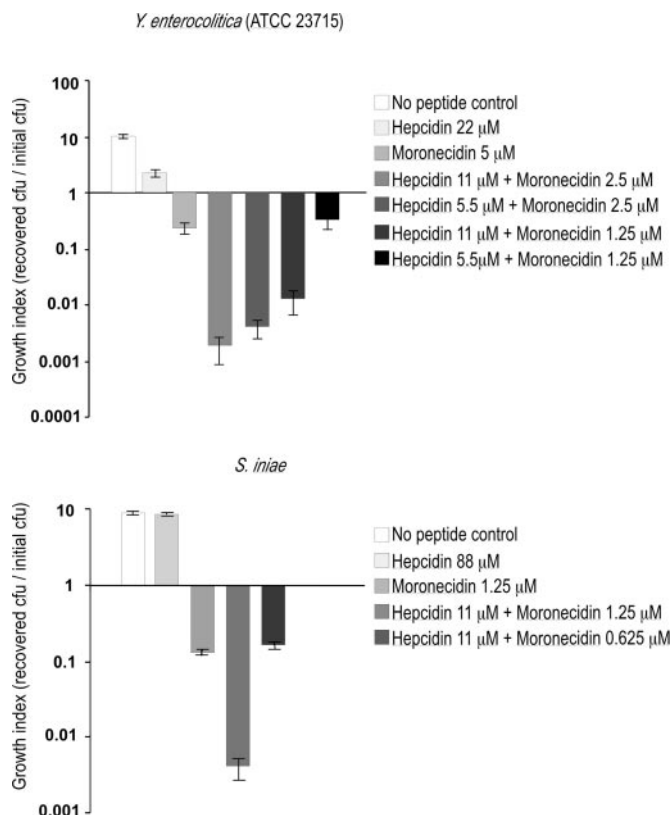 Y. enterocolitica (ATCC 23715)
Growth index (recovered cfu / initial cfu)
100
10
1
0.1
0.01
0.001
0.0001
No peptide control
Hepcidin 22 μM
Moronecidin 5 μM
Hepcidin 11 μM + Moronecidin 2.5 μM
Hepcidin 5.5 μM + Moronecidin 2.5 μM
Hepcidin 11 μM + Moronecidin 1.25 μM
Hepcidin 5.5μM + Moronecidin 1.25 μM
S. iniae
Growth index (recovered cfu / initial cfu)
10
1
0.1
0.01
0.001
No peptide control
Hepcidin 88 μM
Moronecidin 1.25 μM
Hepcidin 11 μM + Moronecidin 1.25 μM
Hepcidin 11 μM + Moronecidin 0.625 μM